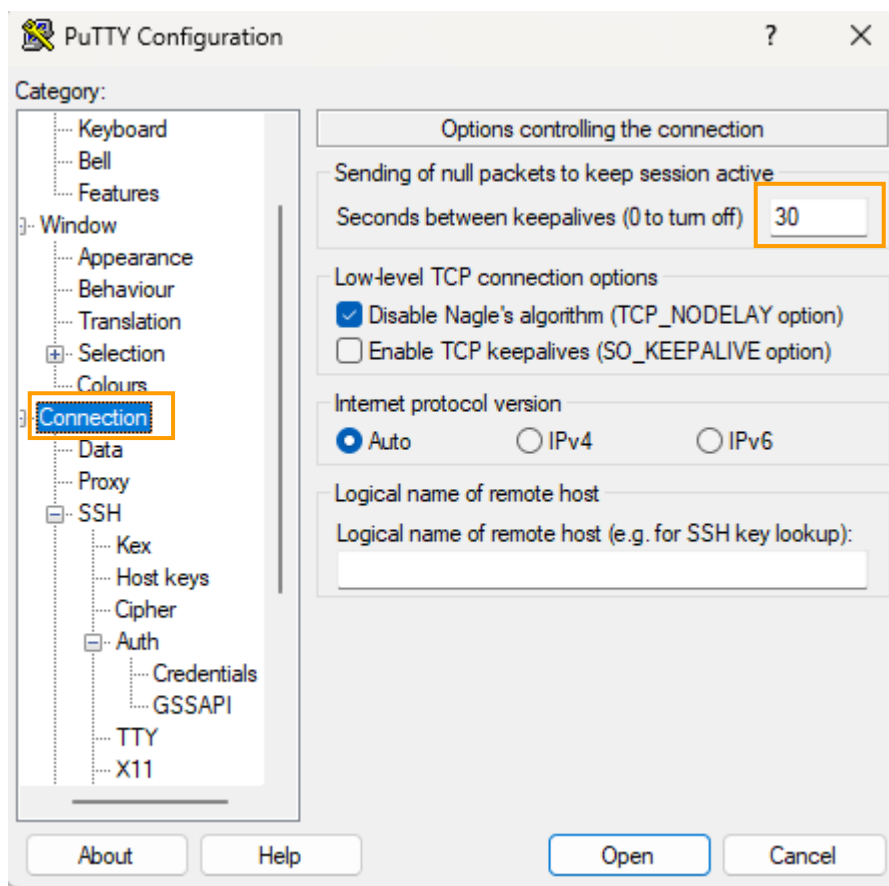 PuTTY Configuration
?
Category:
Keyboard
Bell
Features
Window
Appearance
Behaviour
Translation
Selection
Colours
Connection
Data
Proxy
SSH
Kex
Host keys
Cipher
Auth
Credentials
GSSAPI
TTY
X11
Options controlling the connection
Sending of null packets to keep session active
Seconds between keepalives (0 to turn off) 30
Low-level TCP connection options
Disable Nagle's algorithm (TCP_NODELAY option)
Enable TCP keepalives (SO_KEEPALIVE option)
Internet protocol version
Auto IPv4 IPv6
Logical name of remote host
Logical name of remote host (e.g. for SSH key lookup):
About Help Open Cancel